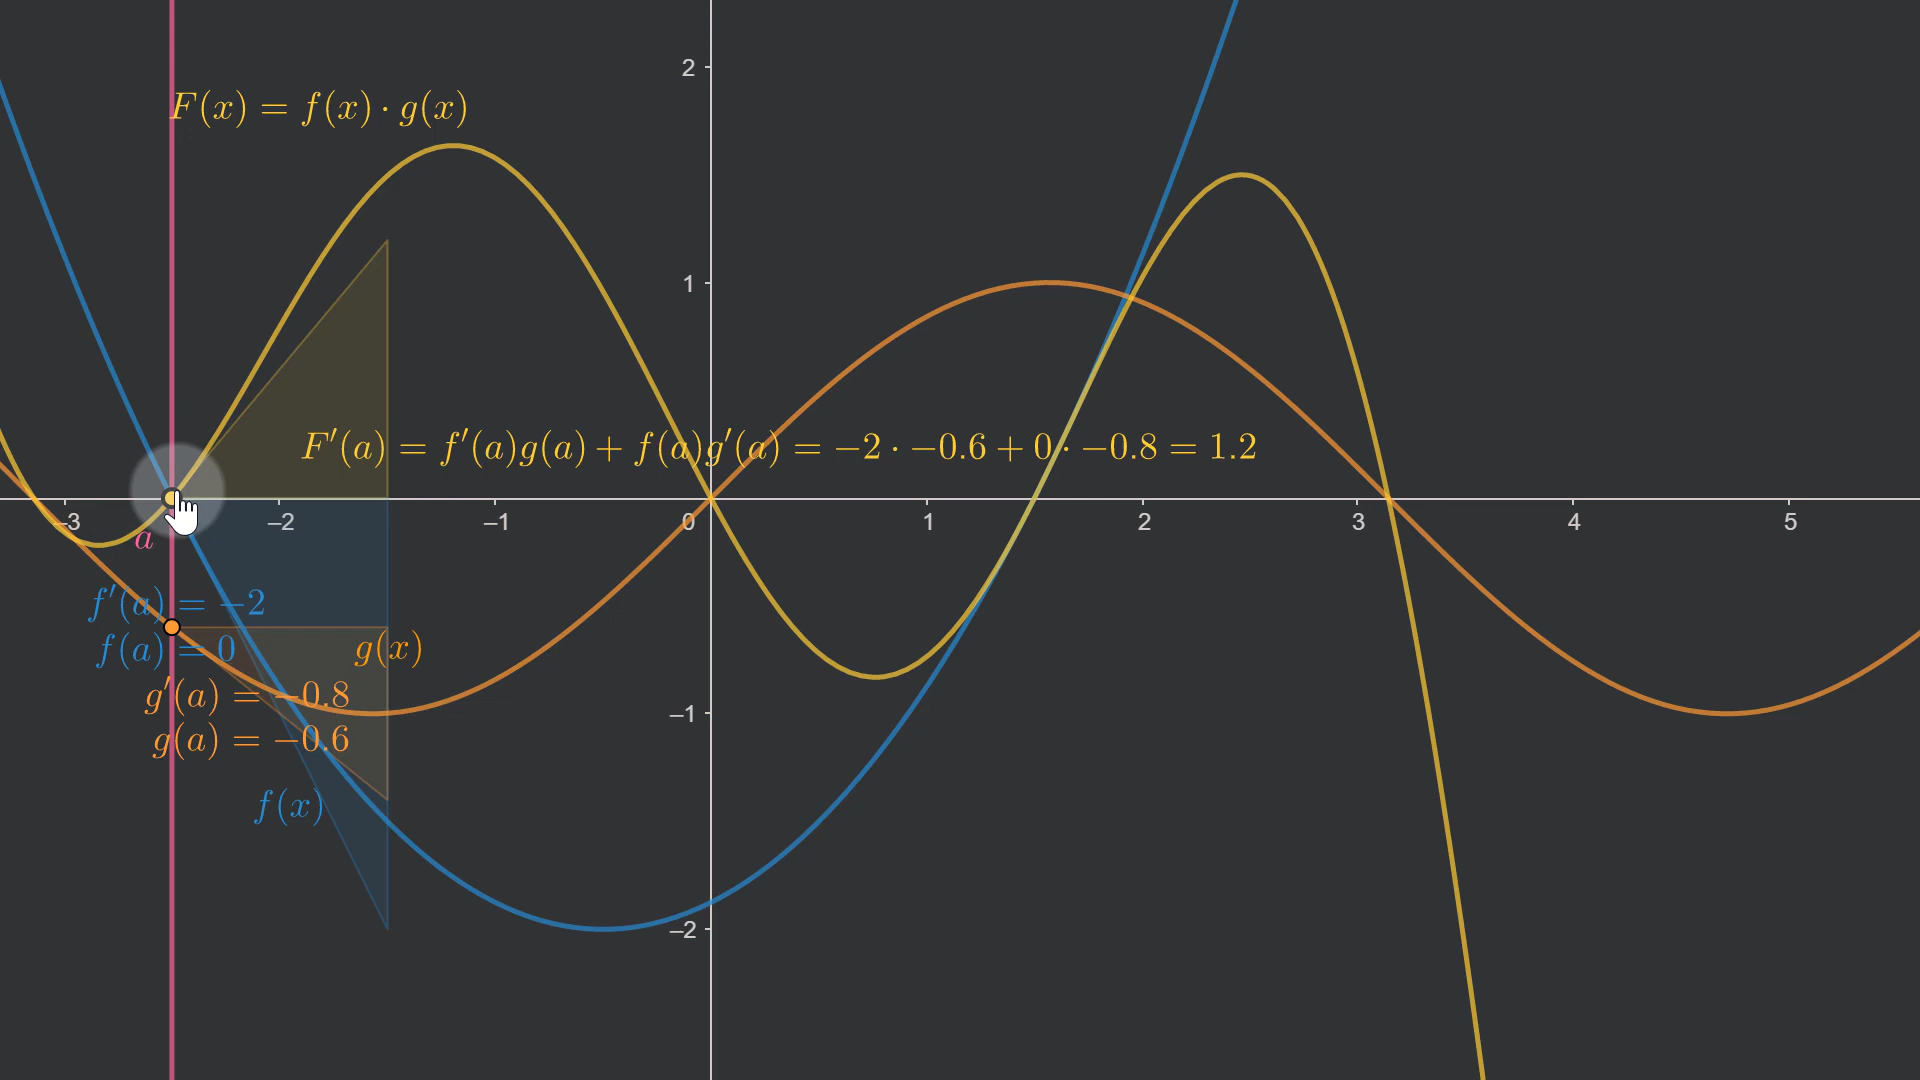 2
F(x) = f(x) · g(x)
1
F′(a) = f′(a)g(a) + f(a)g′(a) = −2 · −0.6 + 0 · −0.8 = 1.2
–3 –2 –1 0 1 2 3 4 5
a
f′(a) = −2
f(a) = 0
g(x)
g′(a) = −0.8
–1
g(a) = −0.6
f(x)
–2